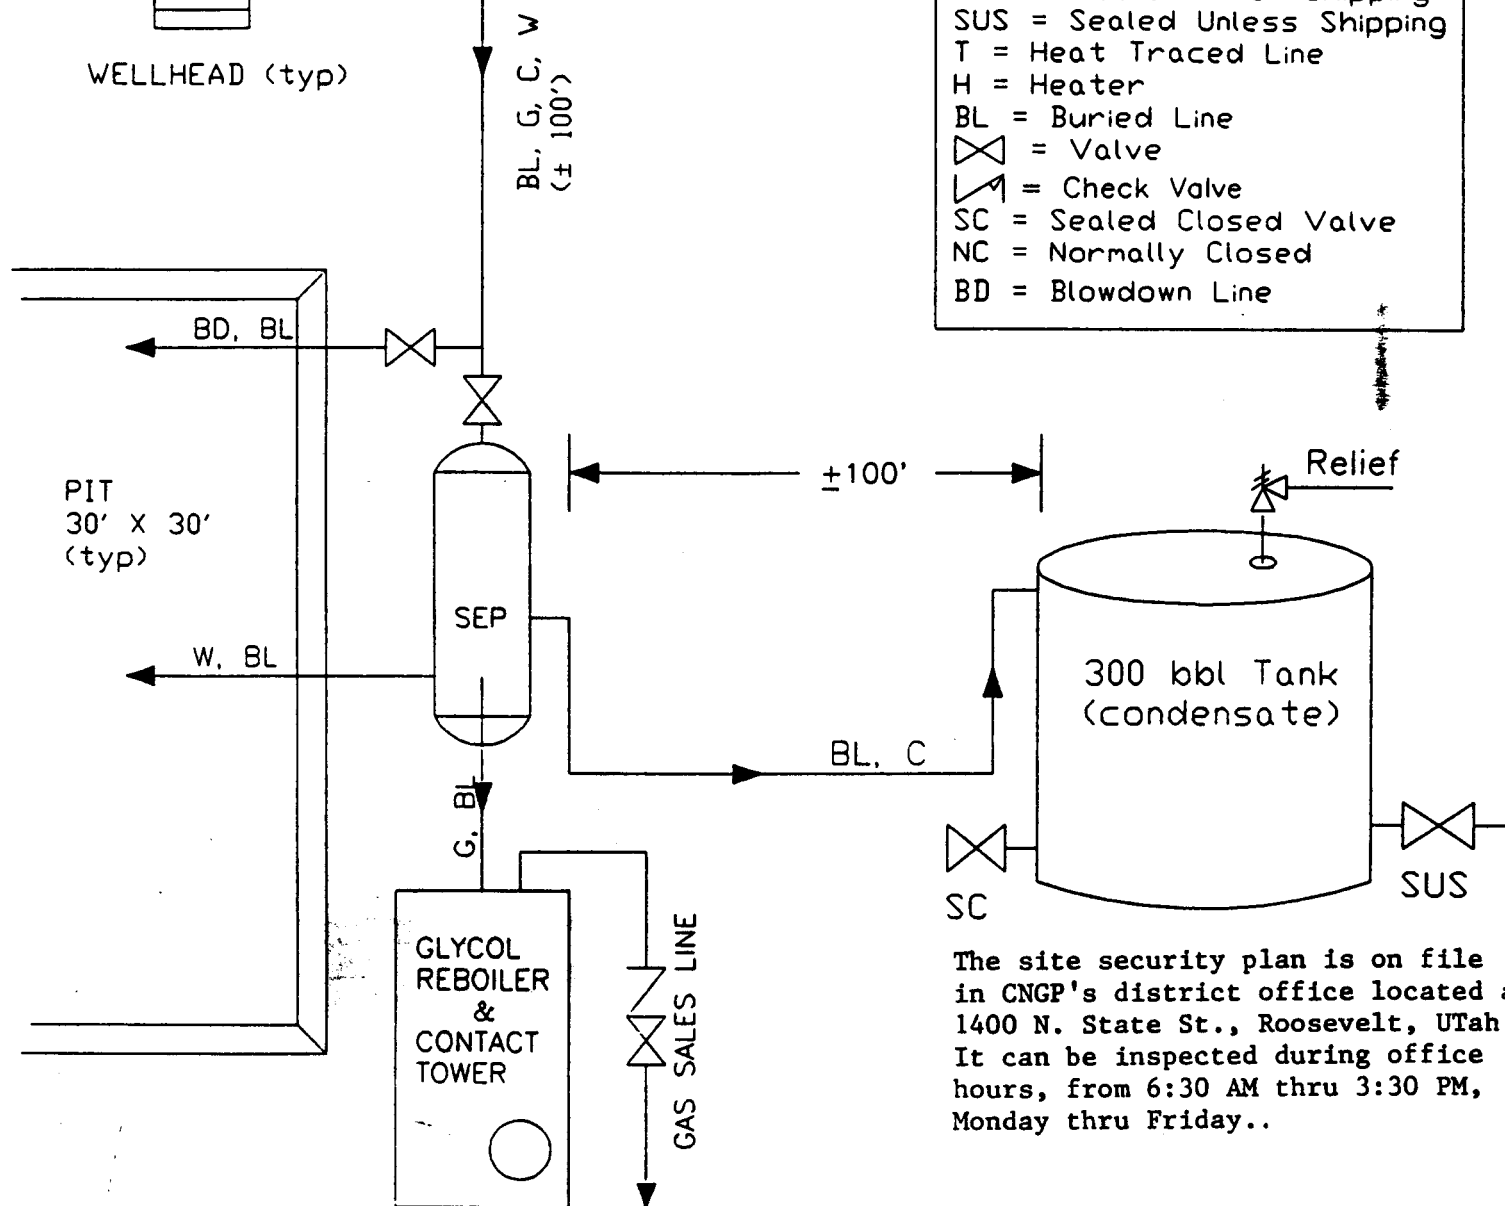 WELLHEAD (typ)
BL, G, C, W
(± 100')
SUS = Sealed Unless Shipping
T = Heat Traced Line
H = Heater
BL = Buried Line
= Valve
= Check Valve
SC = Sealed Closed Valve
NC = Normally Closed
BD = Blowdown Line
BD, BL
PIT
30' X 30'
(typ)
±100'
Relief
SEP
W, BL
300 bbl Tank
(condensate)
BL, C
G, BL
SC
SUS
GLYCOL
REBOILER
&
CONTACT
TOWER
GAS SALES LINE
The site security plan is on file
in CNGP's district office located
1400 N. State St., Roosevelt, UTah
It can be inspected during office
hours, from 6:30 AM thru 3:30 PM,
Monday thru Friday..